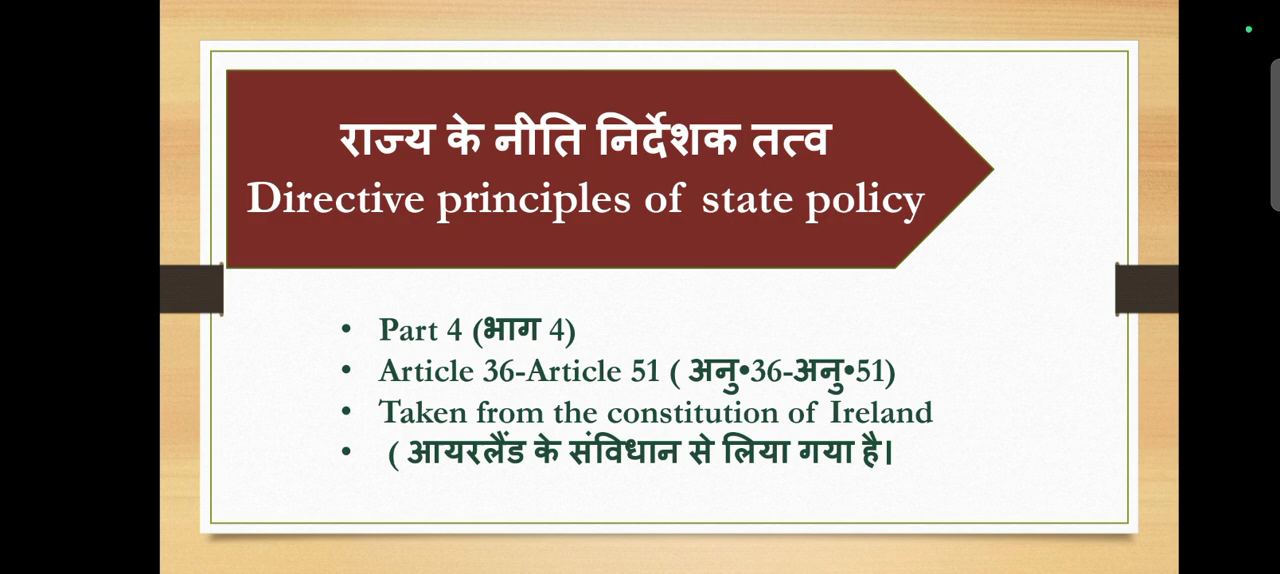 राज्य के नीति निर्देशक तत्व
Directive principles of state policy
• Part 4 (भाग 4)
• Article 36-Article 51 ( अनु•36-अनु•51)
• Taken from the constitution of Ireland
• ( आयरलैंड के संविधान से लिया गया है।